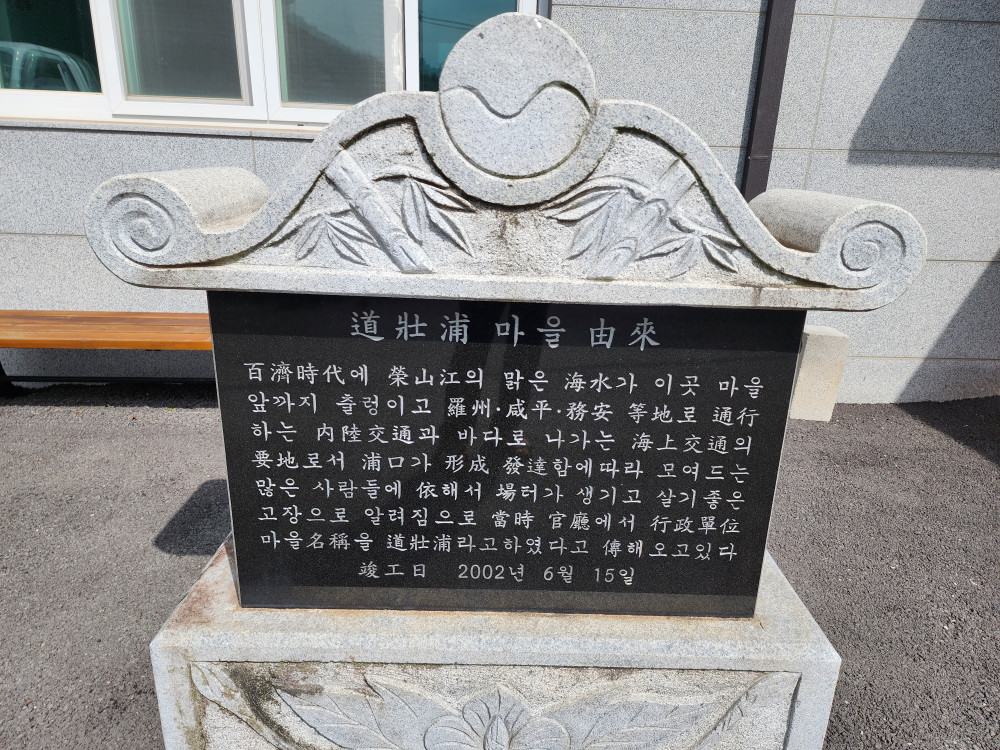 道壯浦 마을 由來
百濟時代에 榮山江의 맑은 海水가 이곳 마을
앞까지 출렁이고 羅州·咸平·務安 等地로 通行
하는 內陸交通과 바다로 나가는 海上交通의
要地로서 浦口가 形成 發達함에따라 모여드는
많은 사람들에 依해서 場터가 생기고 살기좋은
고장으로 알려짐으로 當時 官廳에서 行政單位
마을名稱을 道壯浦라고하였다고 傳해오고있다
竣工日 2002년 6월 15일